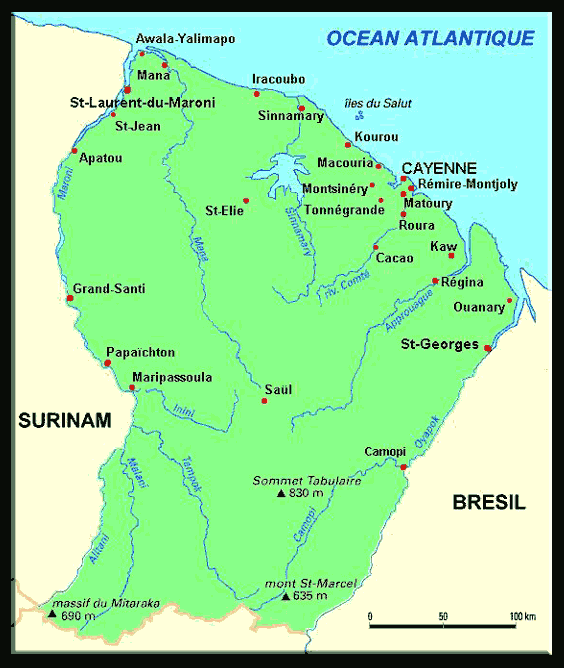 OCEAN ATLANTIQUE
Awala-Yalimapo
Mana
Iracoubo
St-Laurent-du-Maroni
îles du Salut
Sinnamary
St-Jean
Kourou
Apatou
Macouria
CAYENNE
Maroni
Montsinéry
Rémire-Montjoly
St-Elie
Tonnégrande
Matoury
Sinnamary
Roura
Mana
Kaw
Cacao
riv. Comté
Régina
Grand-Santi
Approuague
Ouanary
St-Georges
Papaïchton
Maripassoula
Saül
Inini
SURINAM
Oyapok
Camopi
Malani
Tampok
Sommet Tabulaire
830 m
BRESIL
Camopi
Alitani
mont St-Marcel
635 m
massif du Mitaraka
690 m
0 50 100 km